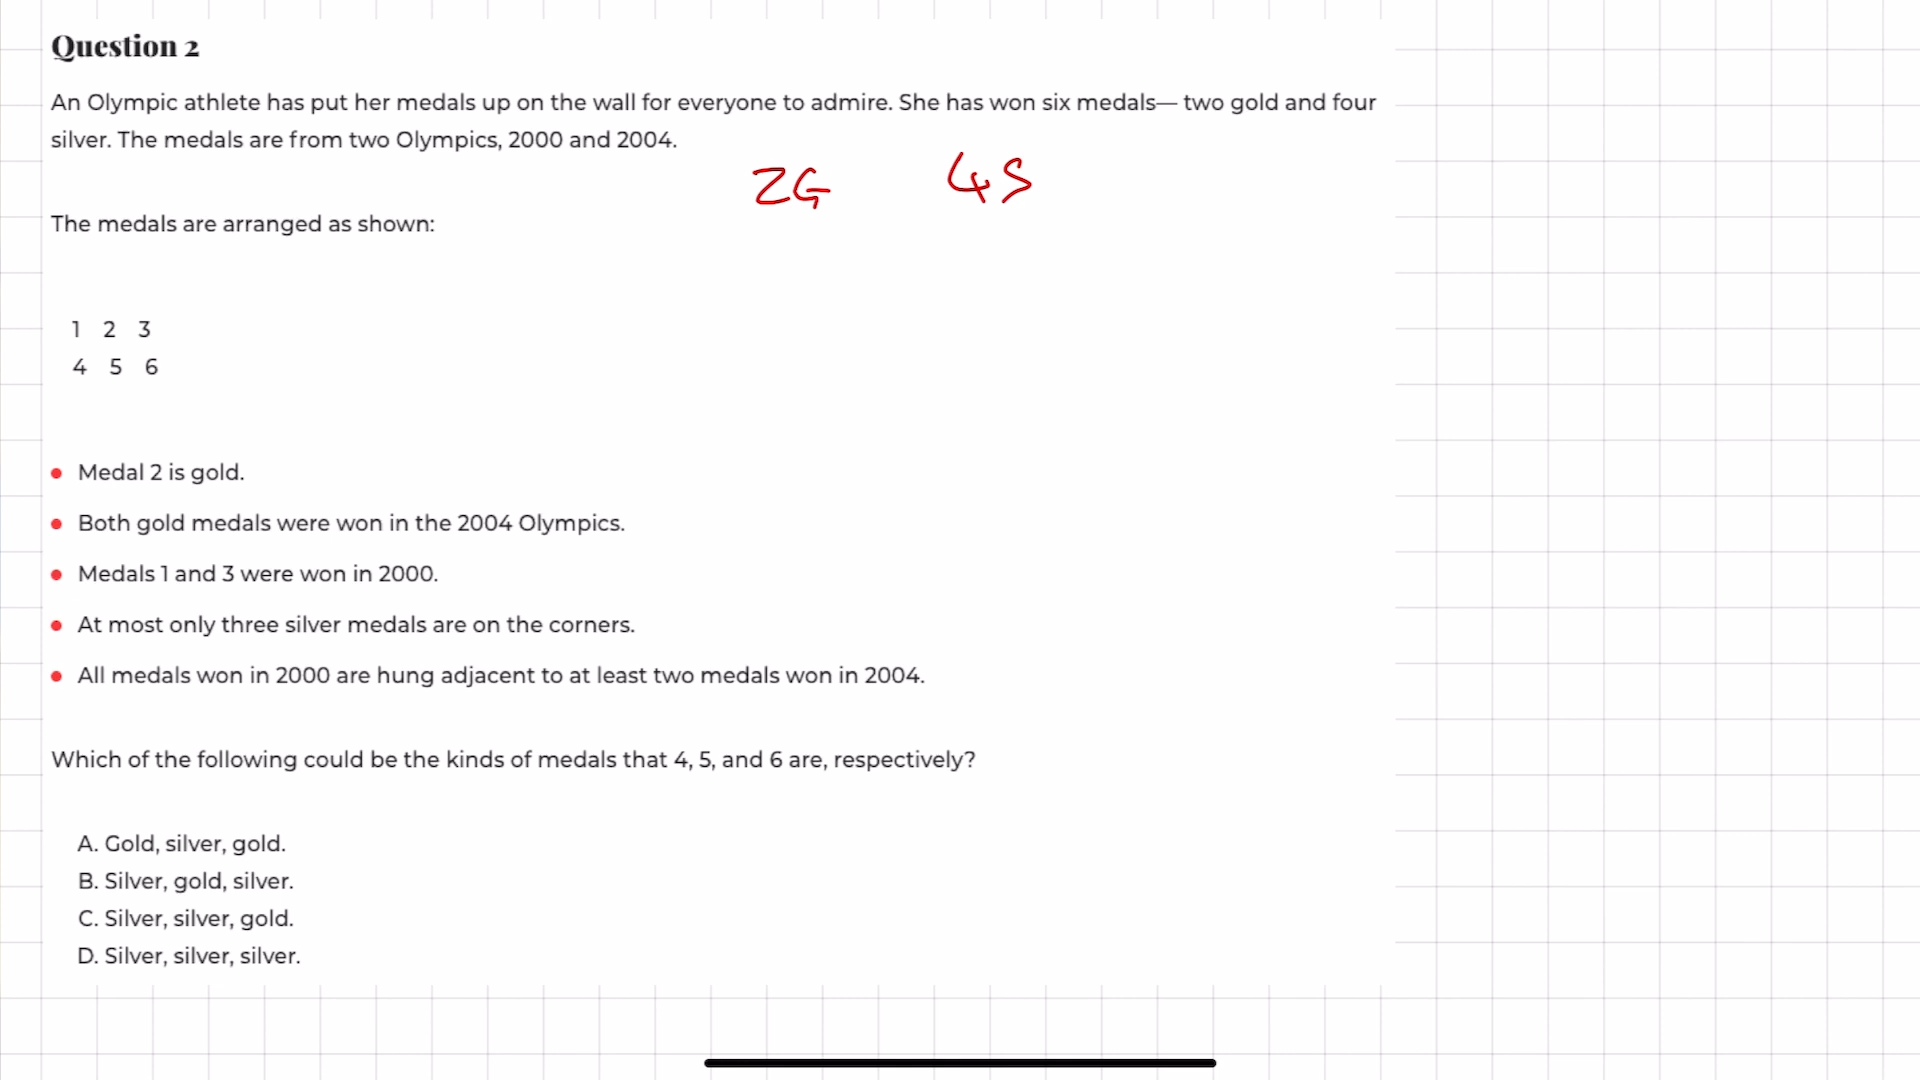 Question 2
An Olympic athlete has put her medals up on the wall for everyone to admire. She has won six medals— two gold and four
silver. The medals are from two Olympics, 2000 and 2004.
2G 4S
The medals are arranged as shown:
1 2 3
4 5 6
• Medal 2 is gold.
• Both gold medals were won in the 2004 Olympics.
• Medals 1 and 3 were won in 2000.
• At most only three silver medals are on the corners.
• All medals won in 2000 are hung adjacent to at least two medals won in 2004.
Which of the following could be the kinds of medals that 4, 5, and 6 are, respectively?
A. Gold, silver, gold.
B. Silver, gold, silver.
C. Silver, silver, gold.
D. Silver, silver, silver.